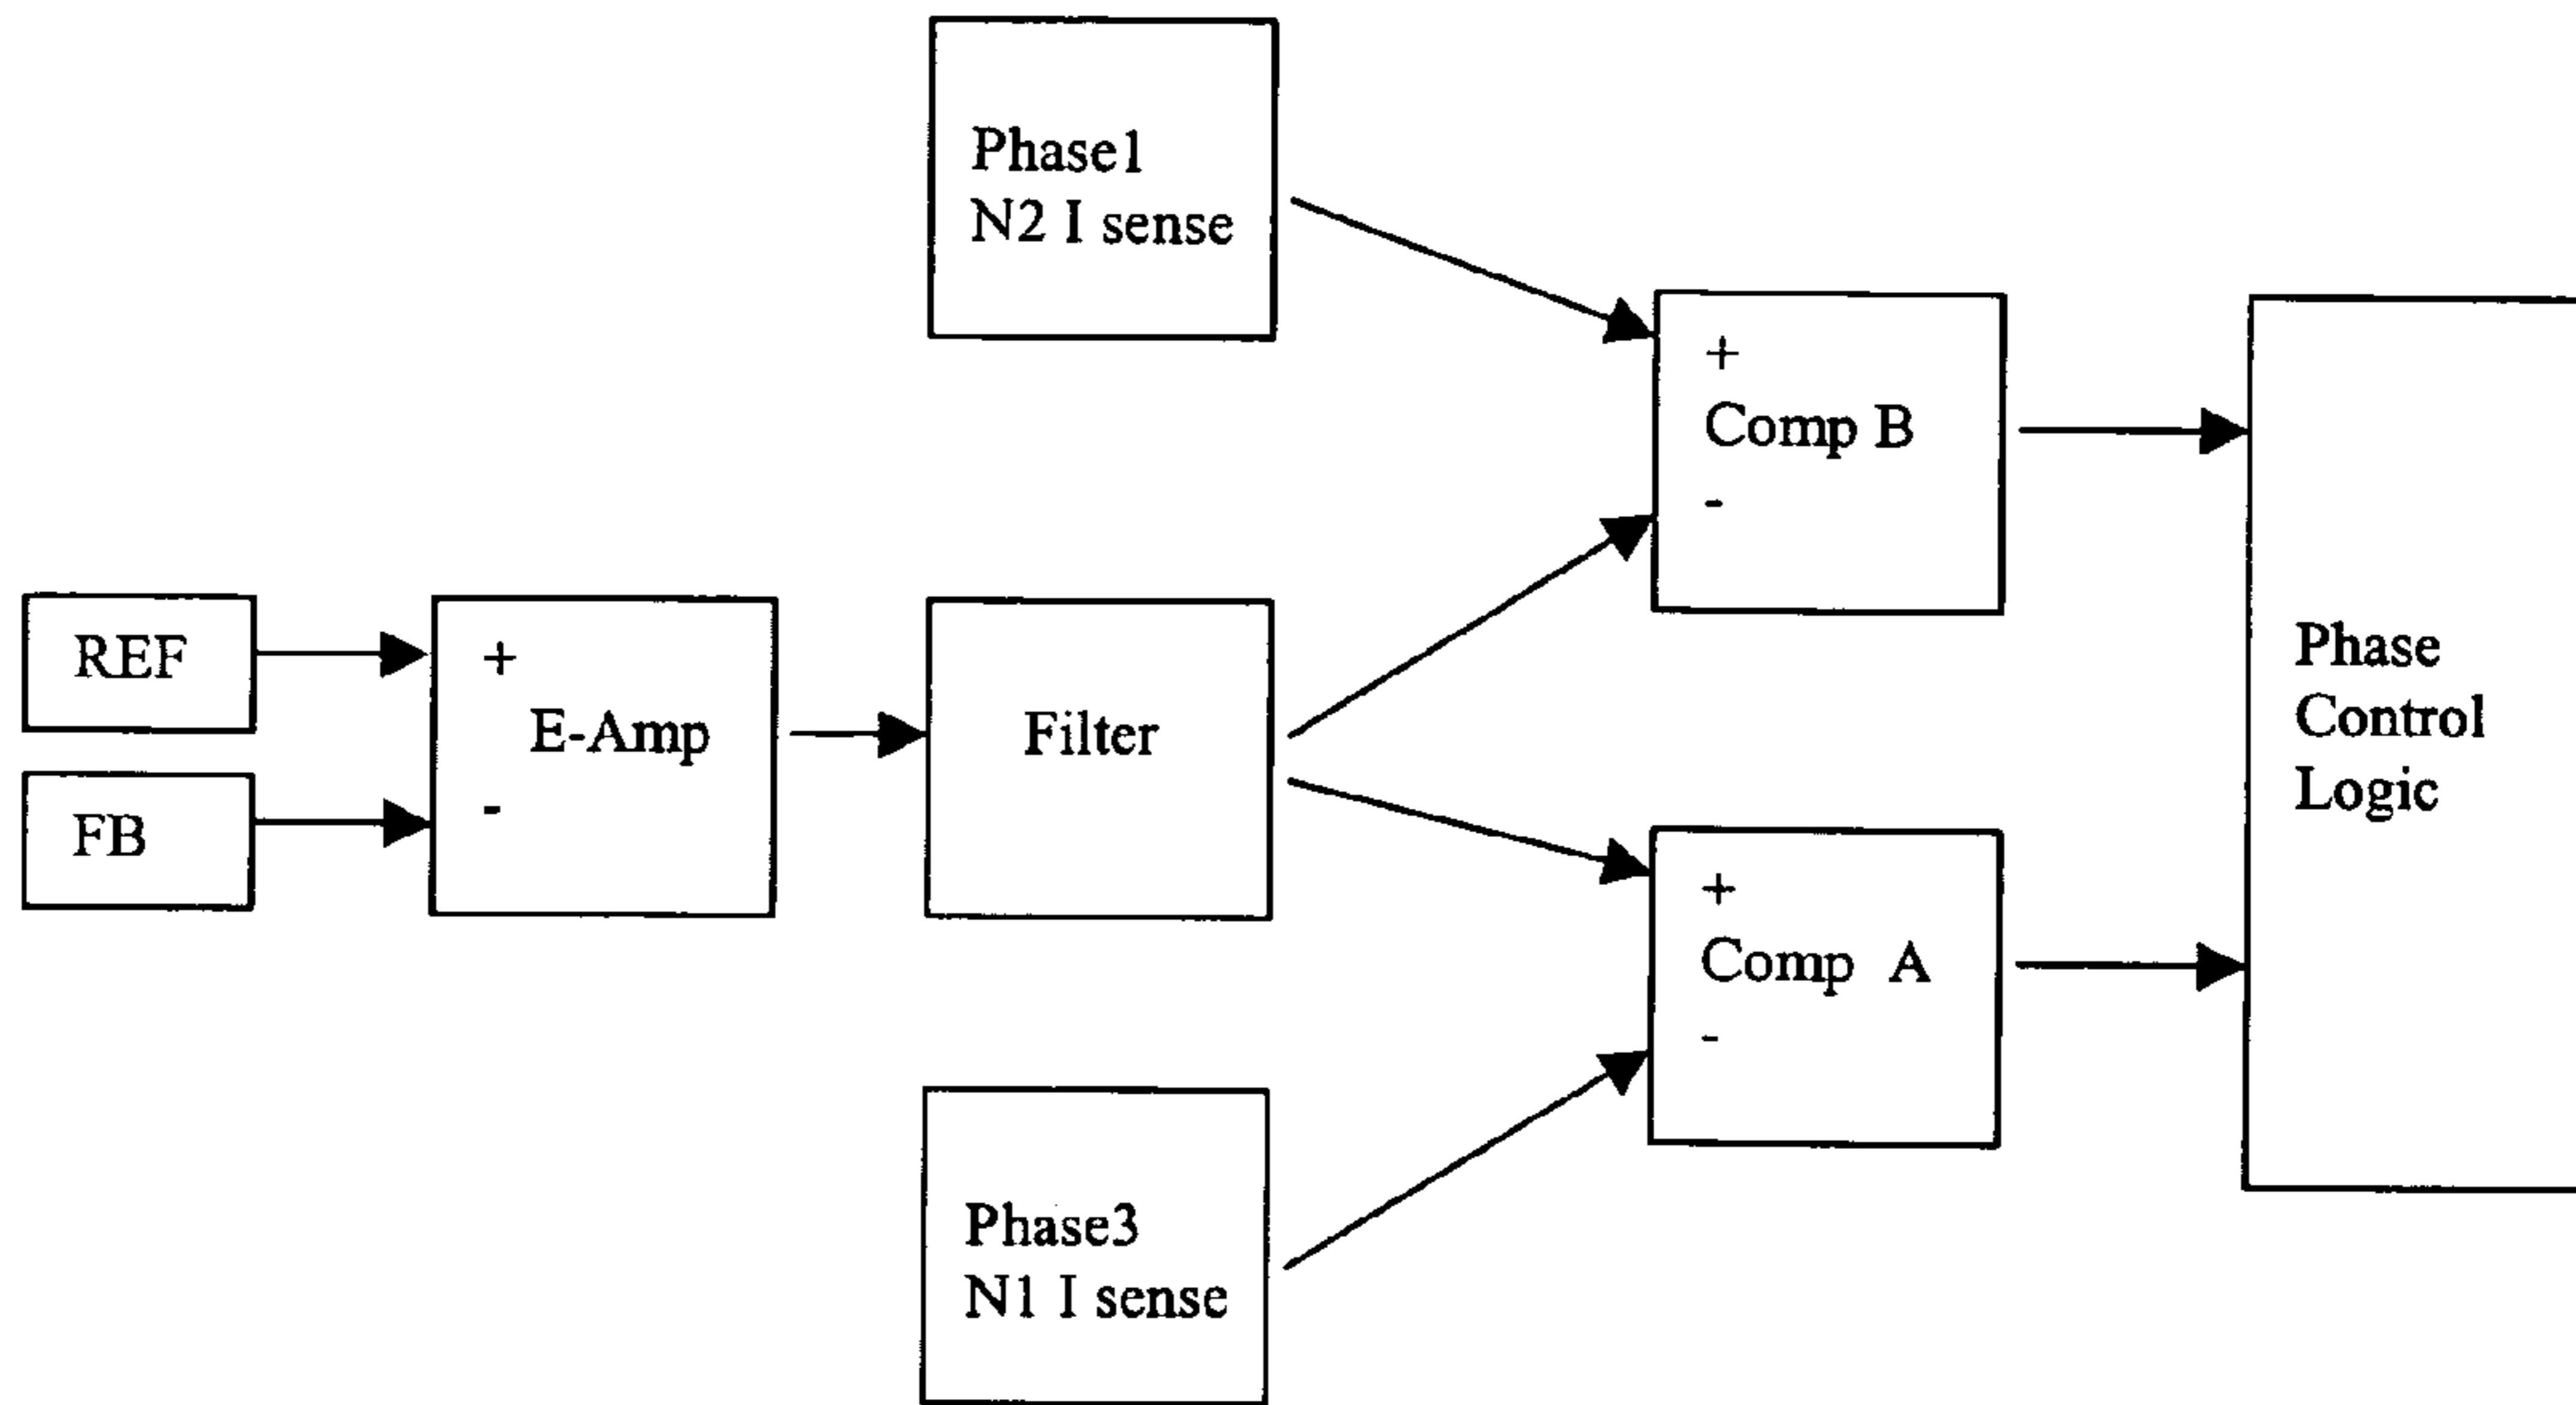 Phase1
N2 I sense
+
Comp B
-
REF
FB
+
E-Amp
-
Filter
+
Comp A
-
Phase3
N1 I sense
Phase
Control
Logic